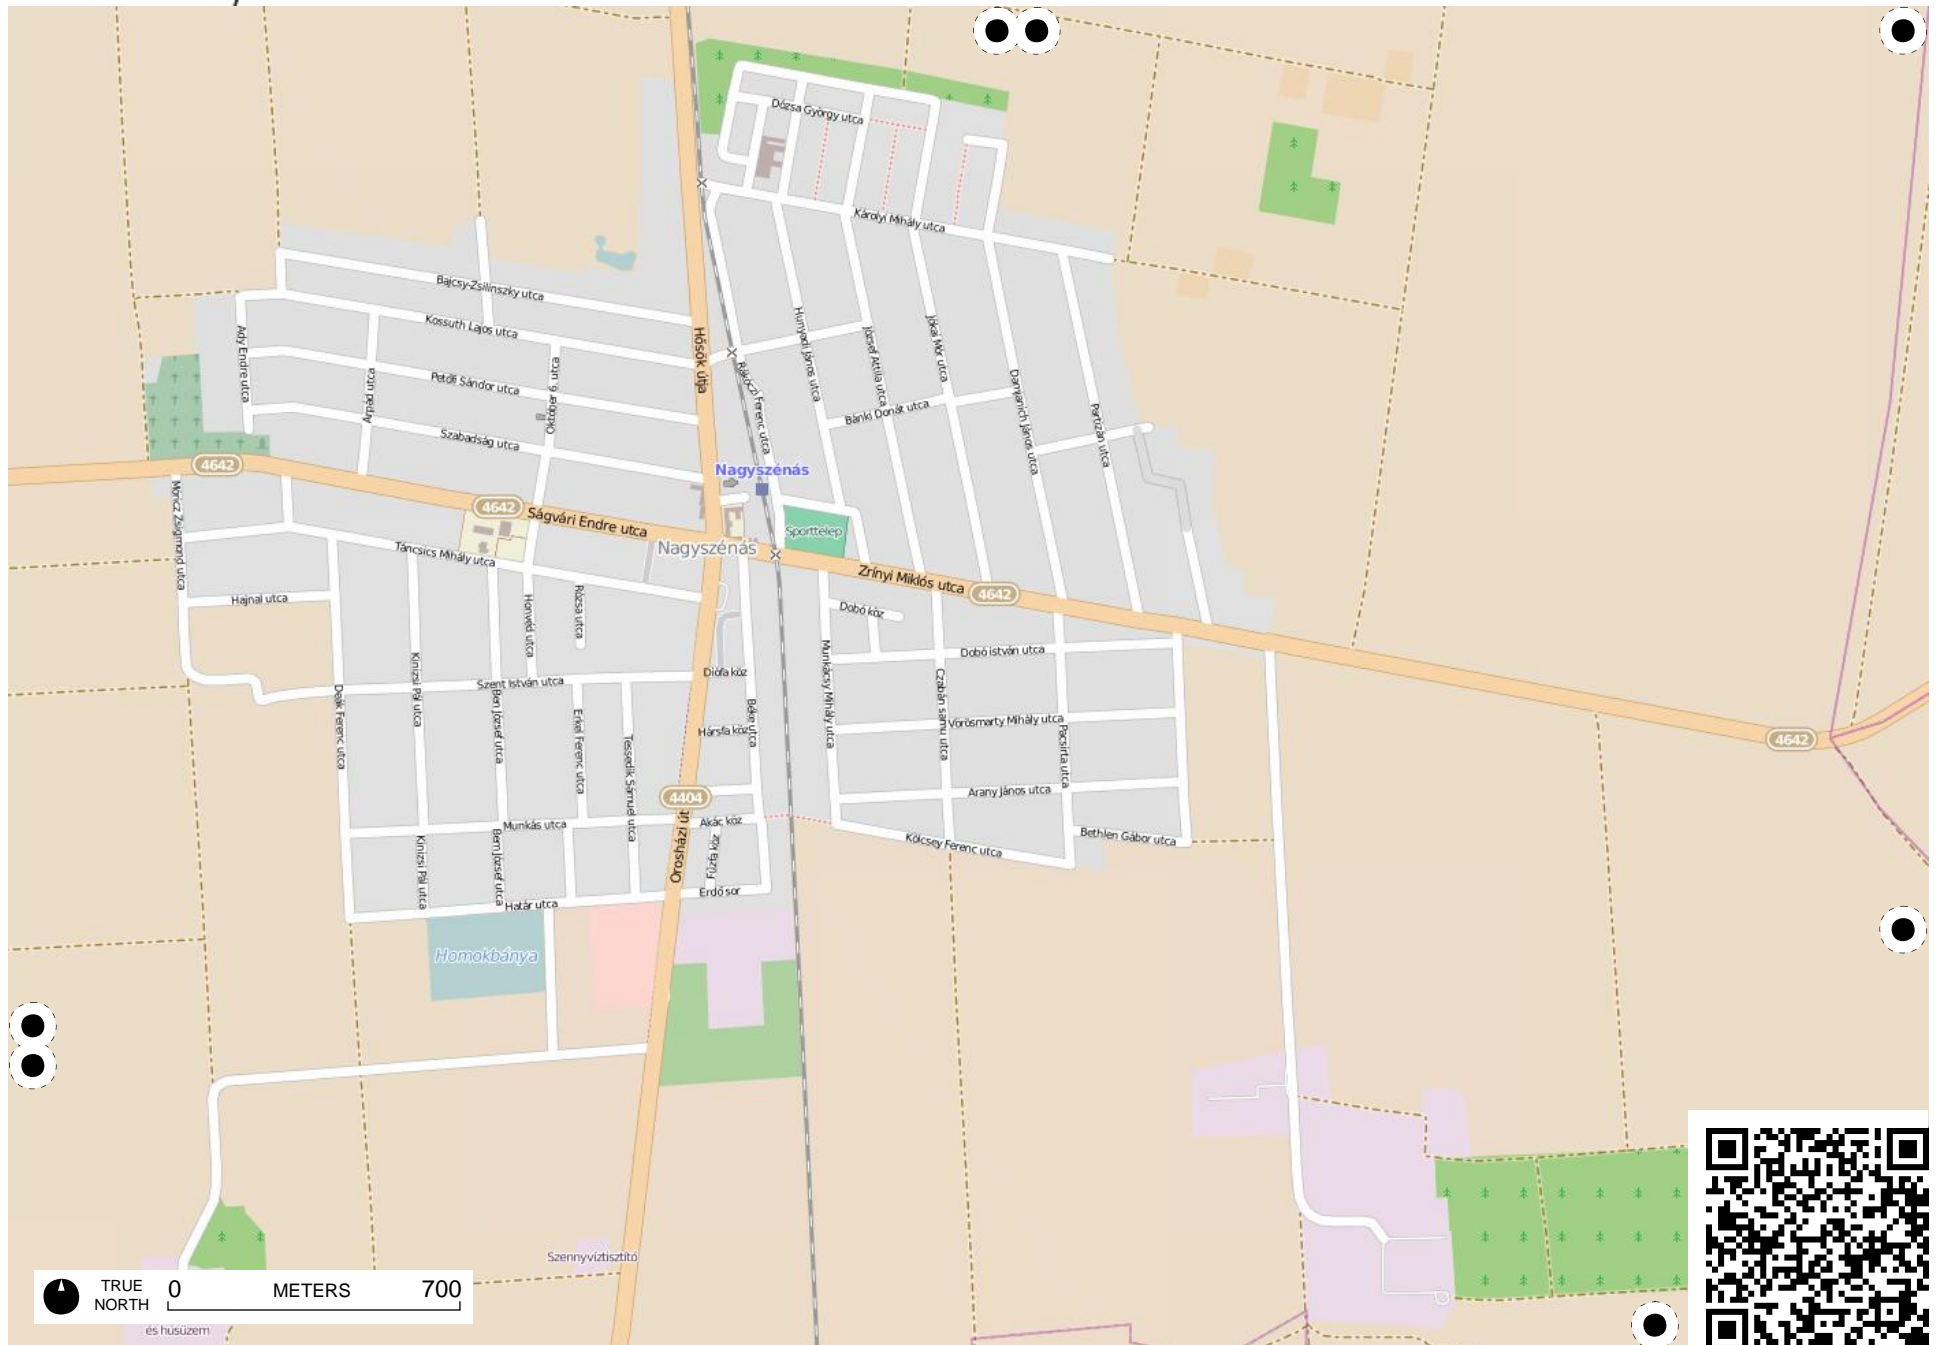 Dózsa György utca
Károlyi Mihály utca
Bajcsy-Zsilinszky utca
Kossuth Lajos utca
Ady Endre utca
Hősök útja
Hunyadi János utca
József Attila utca
Jókai Mór utca
Rákóczi Ferenc utca
Petőfi Sándor utca
Árpád utca
Október 6. utca
Damjanich János utca
Partizán utca
Bánki Donát utca
Szabadság utca
4642
Nagyszénás
Móricz Zsigmond utca
4642
Ságvári Endre utca
Sporttelep
Nagyszénás
Táncsics Mihály utca
Zrínyi Miklós utca
4642
Hajnal utca
Honvéd utca
Rózsa utca
Dobó köz
Dobó istván utca
Munkácsy Mihály utca
Kinizsi Pál utca
Szent István utca
Diófa köz
Czabán samu utca
Deák Ferenc utca
Erkel Ferenc utca
Tessedik Sámuel utca
Béke utca
Hársfa köz
Vörösmarty Mihály utca
Pacsirta utca
4642
4404
Arany János utca
Munkás utca
Akác köz
Bethlen Gábor utca
Kinizsi Pál utca
Bem József utca
Orosházi út
Fűzfa köz
Kölcsey Ferenc utca
Erdő sor
Határ utca
Homokbánya
Szennyvíztisztító
TRUE NORTH
0 METERS 700
és húsüzem